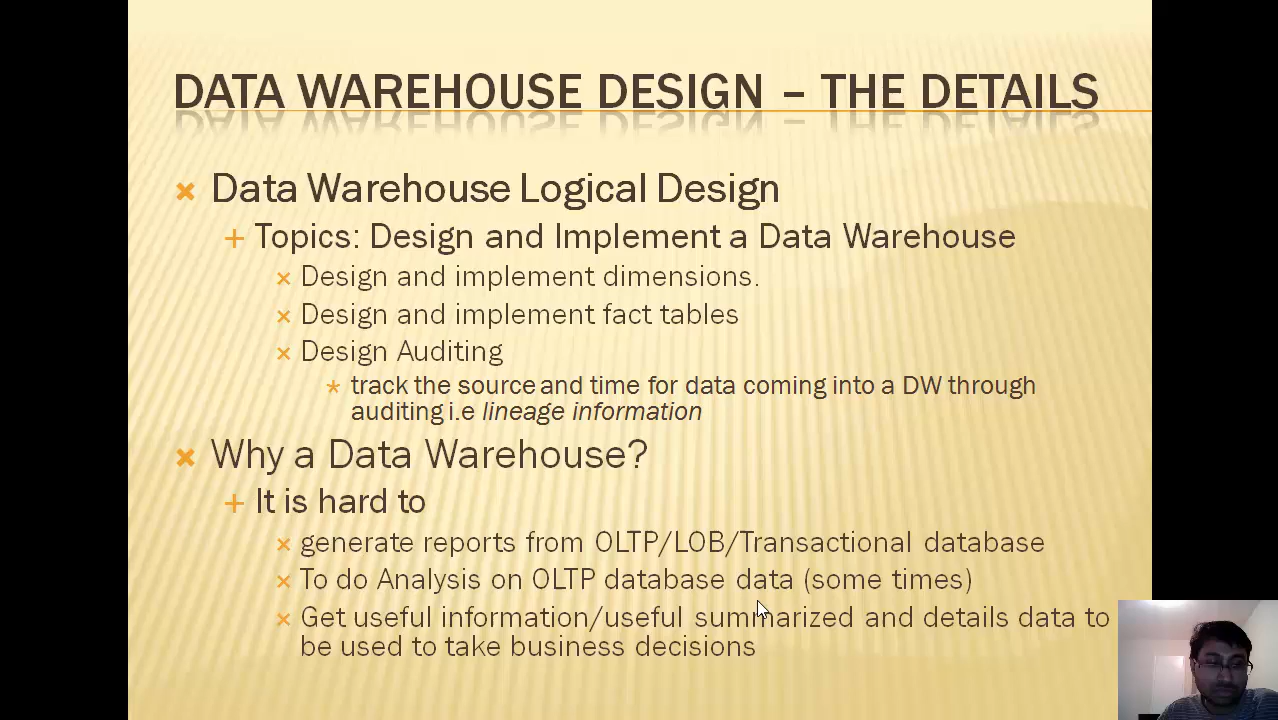 DATA WAREHOUSE DESIGN – THE DETAILS
Data Warehouse Logical Design
Topics: Design and Implement a Data Warehouse
Design and implement dimensions.
Design and implement fact tables
Design Auditing
track the source and time for data coming into a DW through
auditing i.e lineage information
Why a Data Warehouse?
It is hard to
generate reports from OLTP/LOB/Transactional database
To do Analysis on OLTP database data (some times)
Get useful information/useful summarized and details data to
be used to take business decisions